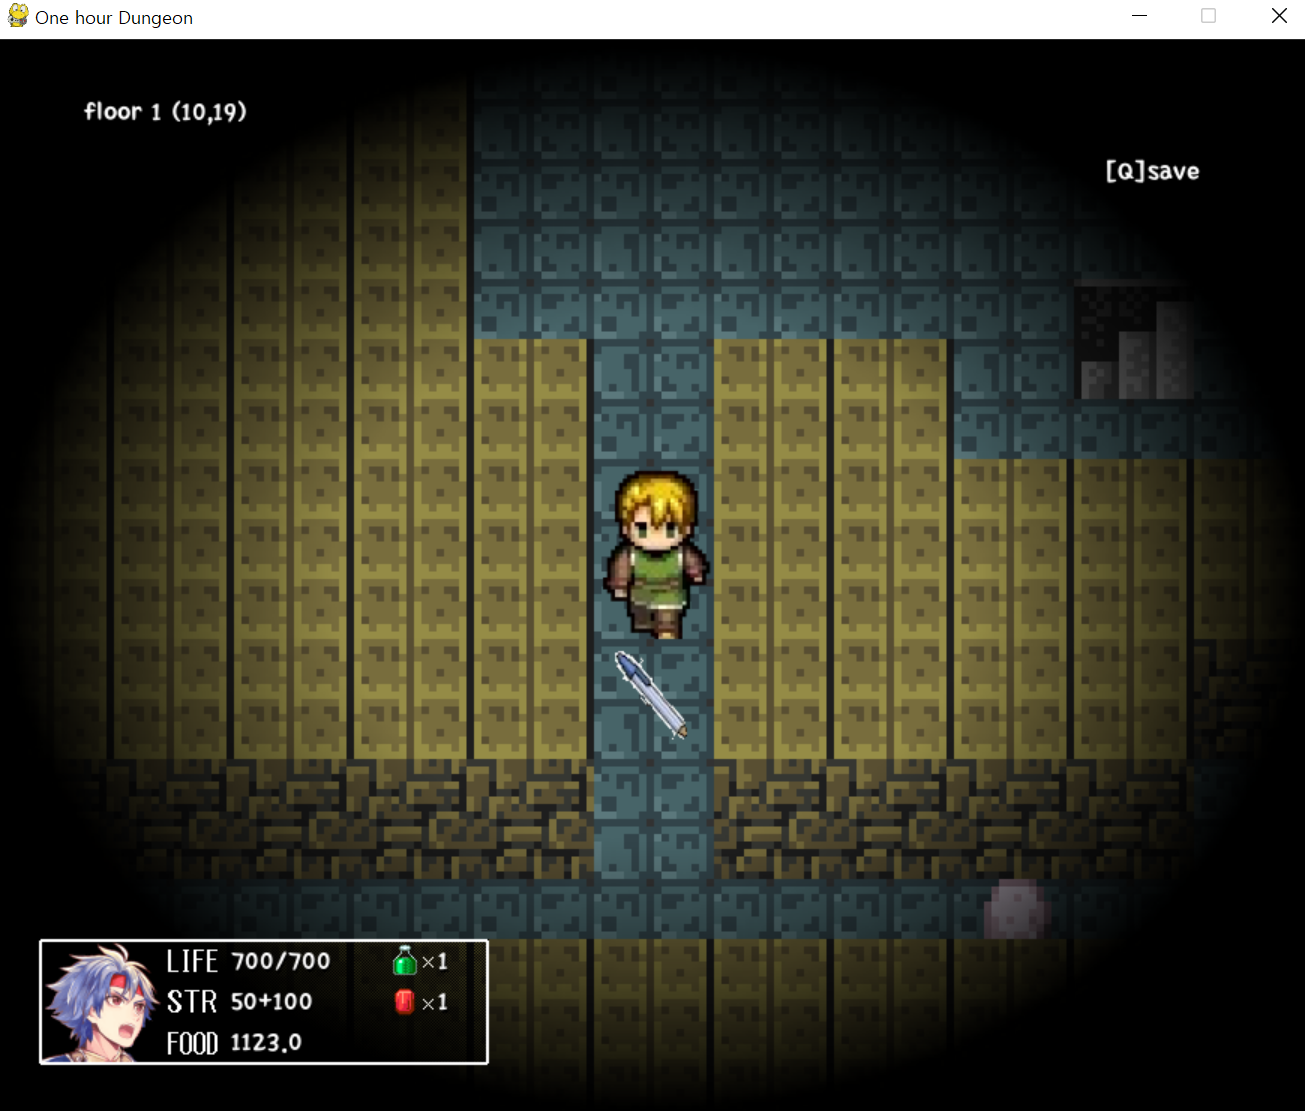 One hour Dungeon
floor 1 (10,19)
[Q]save
LIFE 700/700 ×1
STR 50+100 ×1
FOOD 1123.0